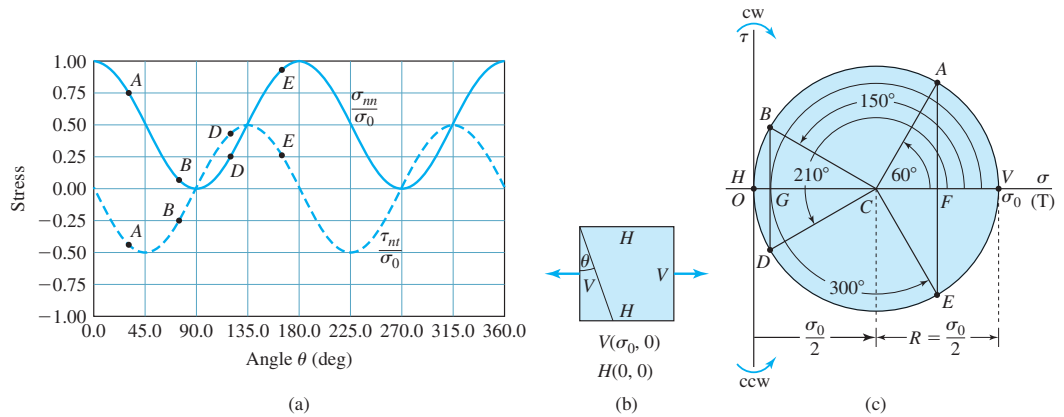 1.00
0.75
0.50
0.25
0.00
−0.25
−0.50
−0.75
−1.00
Stress
0.0 45.0 90.0 135.0 180.0 225.0 270.0 315.0 360.0
Angle θ (deg)
A
B
D
E
σnn/σ0
D
E
B
A
τnt/σ0
(a)
H
θ
V
V
H
V(σ0, 0)
H(0, 0)
(b)
cw
τ
A
B
150°
H
210°
60°
V
σ
O
G
C
F
σ0 (T)
D
300°
E
σ0/2
R = σ0/2
ccw
(c)